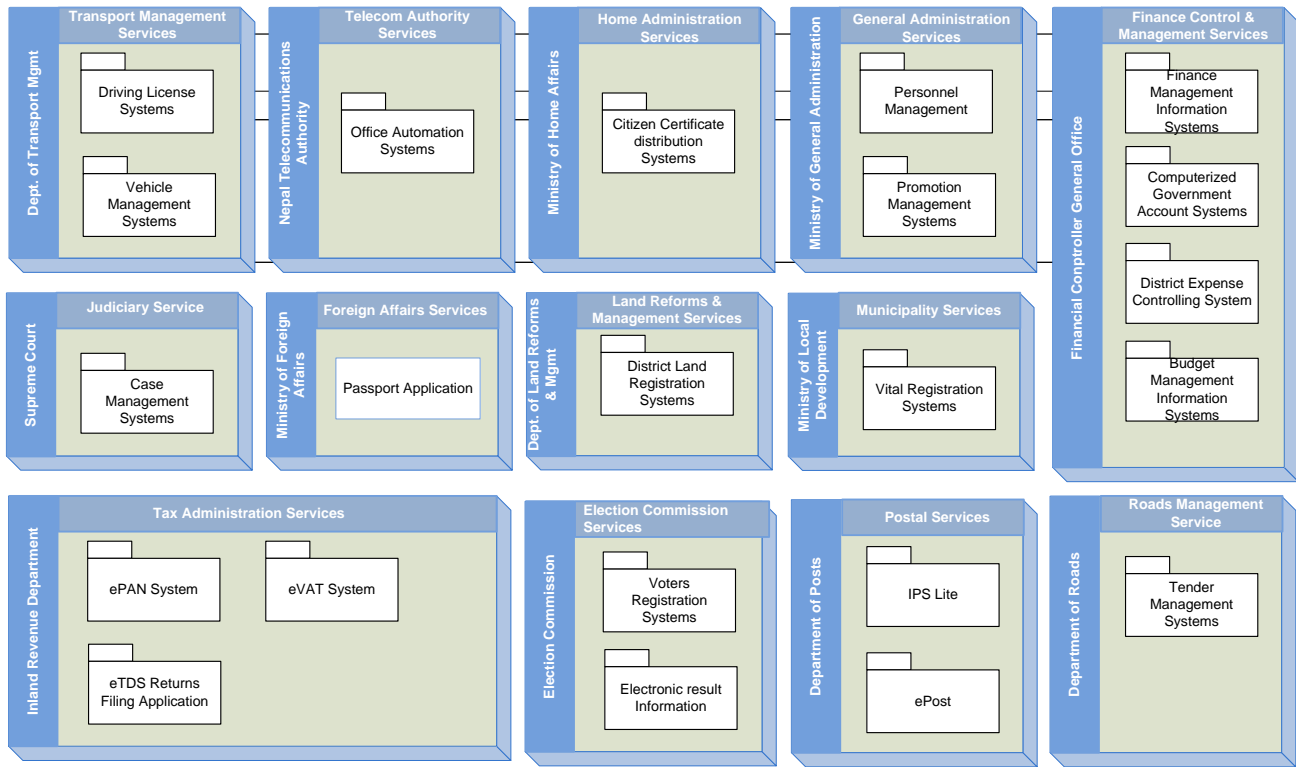 Transport Management
Services
Dept. of Transport Mgmt
Driving License
Systems
Vehicle
Management
Systems
Telecom Authority
Services
Nepal Telecommunications
Authority
Office Automation
Systems
Home Administration
Services
Ministry of Home Affairs
Citizen Certificate
distribution
Systems
General Administration
Services
Ministry of General Administration
Personnel
Management
Promotion
Management
Systems
Finance Control &
Management Services
Financial Conptroller General Office
Finance
Management
Information
Systems
Computerized
Government
Account Systems
District Expense
Controlling System
Budget
Management
Information
Systems
Judiciary Service
Supreme Court
Case
Management
Systems
Foreign Affairs Services
Ministry of Foreign
Affairs
Passport Application
Land Reforms &
Management Services
Dept. of Land Reforms
& Mgmt
District Land
Registration
Systems
Municipality Services
Ministry of Local
Development
Vital Registration
Systems
Tax Administration Services
Inland Revenue Department
ePAN System
eVAT System
eTDS Returns
Filing Application
Election Commission
Services
Election Commission
Voters
Registration
Systems
Electronic result
Information
Postal Services
Department of Posts
IPS Lite
ePost
Roads Management
Service
Department of Roads
Tender
Management
Systems